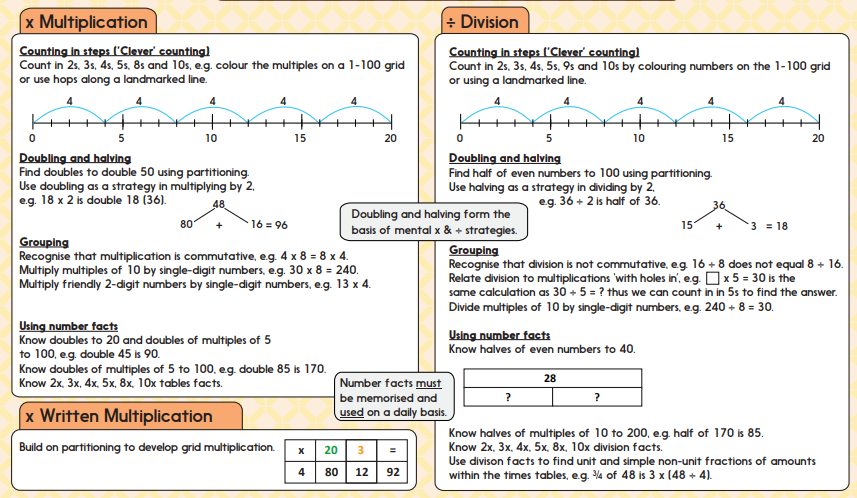 x Multiplication
Counting in steps ('Clever' counting)
Count in 2s, 3s, 4s, 5s, 8s and 10s, e.g. colour the multiples on a 1-100 grid
or use hops along a landmarked line.
4 4 4 4 4
0 5 10 15 20
Doubling and halving
Find doubles to double 50 using partitioning.
Use doubling as a strategy in multiplying by 2,
e.g. 18 x 2 is double 18 (36).
48
80 + 16 = 96
Grouping
Recognise that multiplication is commutative, e.g. 4 x 8 = 8 x 4.
Multiply multiples of 10 by single-digit numbers, e.g. 30 x 8 = 240.
Multiply friendly 2-digit numbers by single-digit numbers, e.g. 13 x 4.
Using number facts
Know doubles to 20 and doubles of multiples of 5
to 100, e.g. double 45 is 90.
Know doubles of multiples of 5 to 100, e.g. double 85 is 170.
Know 2x, 3x, 4x, 5x, 8x, 10x tables facts.
x Written Multiplication
Build on partitioning to develop grid multiplication.
x 20 3 =
4 80 12 92
Doubling and halving form the
basis of mental x & ÷ strategies.
Number facts must
be memorised and
used on a daily basis.
÷ Division
Counting in steps ('Clever' counting)
Count in 2s, 3s, 4s, 5s, 9s and 10s by colouring numbers on the 1-100 grid
or using a landmarked line.
4 4 4 4 4
0 5 10 15 20
Doubling and halving
Find half of even numbers to 100 using partitioning.
Use halving as a strategy in dividing by 2,
e.g. 36 ÷ 2 is half of 36.
36
15 + 3 = 18
Grouping
Recognise that division is not commutative, e.g. 16 ÷ 8 does not equal 8 ÷ 16.
Relate division to multiplications 'with holes in', e.g. □ x 5 = 30 is the
same calculation as 30 ÷ 5 = ? thus we can count in in 5s to find the answer.
Divide multiples of 10 by single-digit numbers, e.g. 240 ÷ 8 = 30.
Using number facts
Know halves of even numbers to 40.
28
? ?
Know halves of multiples of 10 to 200, e.g. half of 170 is 85.
Know 2x, 3x, 4x, 5x, 8x, 10x division facts.
Use divison facts to find unit and simple non-unit fractions of amounts
within the times tables, e.g. ¾ of 48 is 3 x (48 ÷ 4).